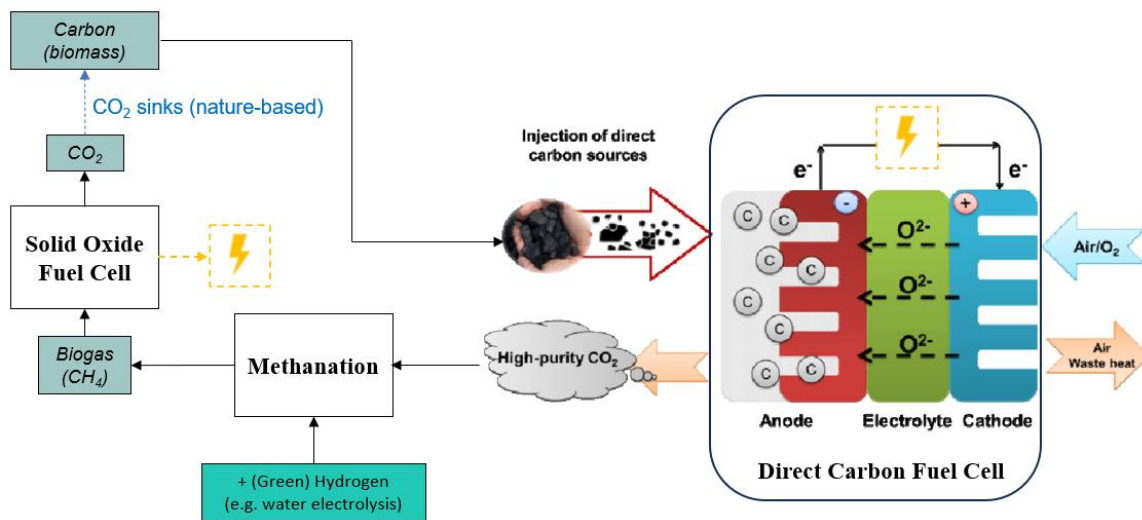 Carbon
(biomass)
CO₂ sinks (nature-based)
CO₂
Solid Oxide
Fuel Cell
Biogas
(CH₄)
Methanation
+ (Green) Hydrogen
(e.g. water electrolysis)
Injection of direct
carbon sources
High-purity CO₂
e⁻
e⁻
-
+
C
C
C
C
C
C
C
C
O²⁻
O²⁻
O²⁻
Air/O₂
Air
Waste heat
Anode
Electrolyte
Cathode
Direct Carbon Fuel Cell